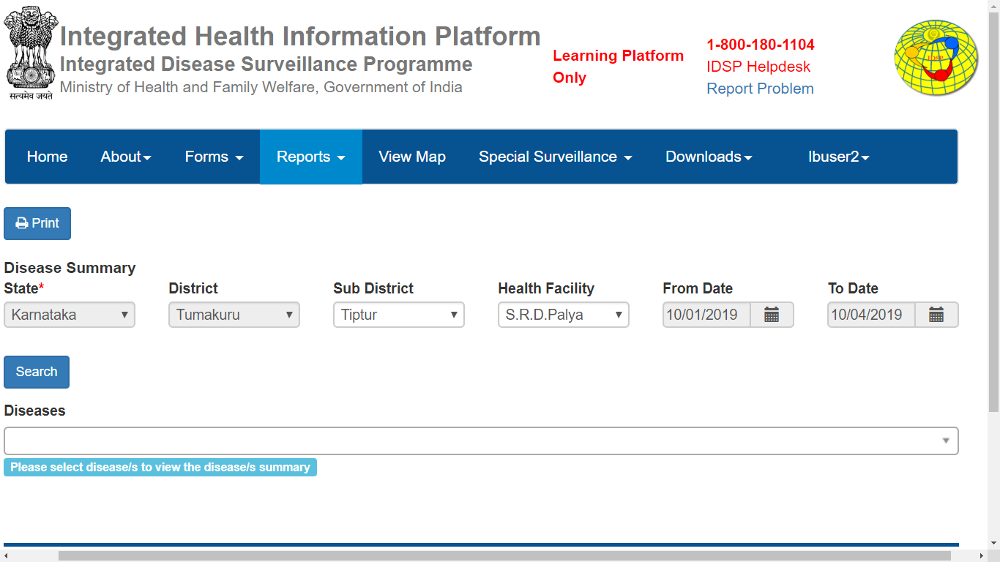 Integrated Health Information Platform
Integrated Disease Surveillance Programme
Ministry of Health and Family Welfare, Government of India
सत्यमेव जयते
Learning Platform
Only
1-800-180-1104
IDSP Helpdesk
Report Problem
IDSP
Home About Forms Reports View Map Special Surveillance Downloads Ibuser2
Print
Disease Summary
State* District Sub District Health Facility From Date To Date
Karnataka Tumakuru Tiptur S.R.D.Palya 10/01/2019 10/04/2019
Search
Diseases
Please select disease/s to view the disease/s summary